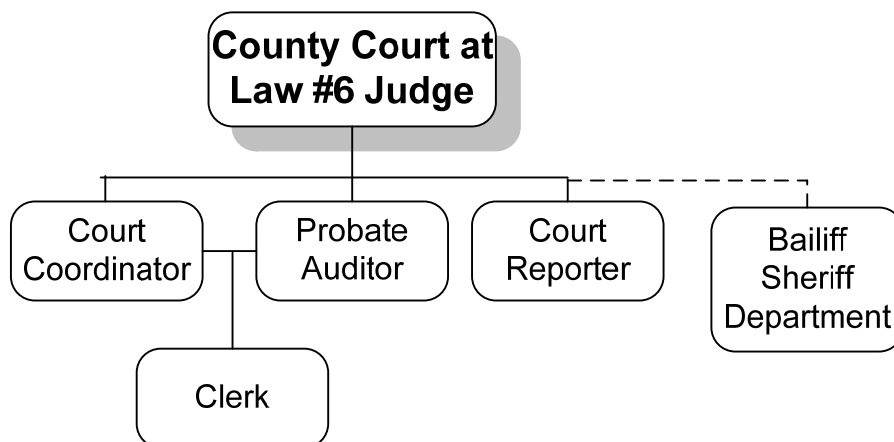 County Court at
Law #6 Judge
Court
Coordinator
Probate
Auditor
Court
Reporter
Bailiff
Sheriff
Department
Clerk